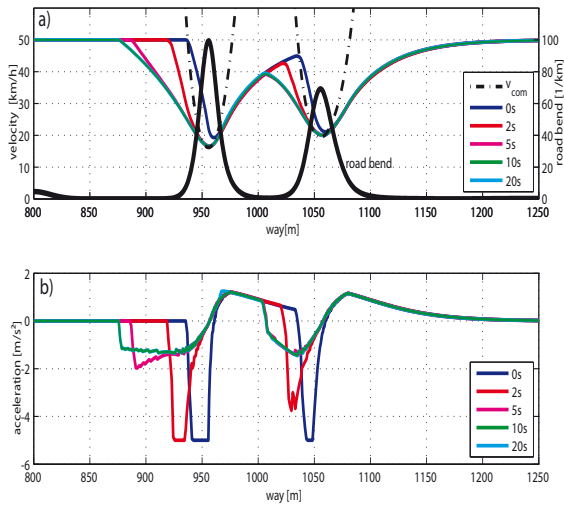 a)
60
50
40
30
20
10
0
velocity [km/h]
120
100
80
60
40
20
0
road bend [1/km]
v com
0s
2s
5s
10s
20s
road bend
800 850 900 950 1000 1050 1100 1150 1200 1250
way[m]
b)
2
0
-2
-4
-6
acceleration [m/s²]
0s
2s
5s
10s
20s
800 850 900 950 1000 1050 1100 1150 1200 1250
way [m]